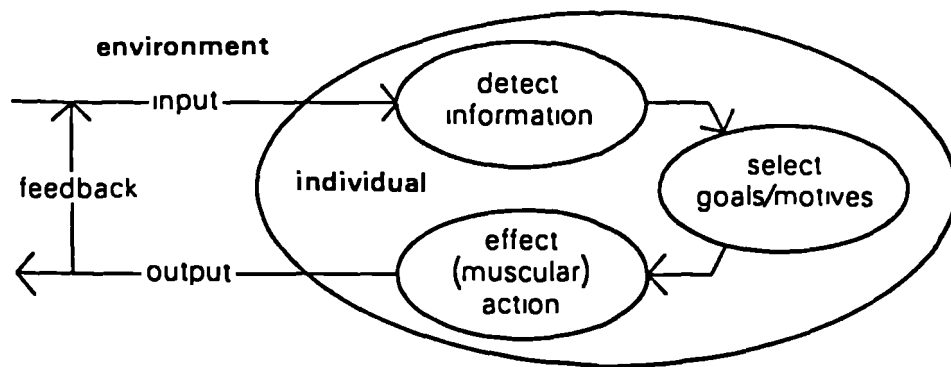 environment
input
detect
information
select
goals/motives
feedback
individual
effect
(muscular)
action
output